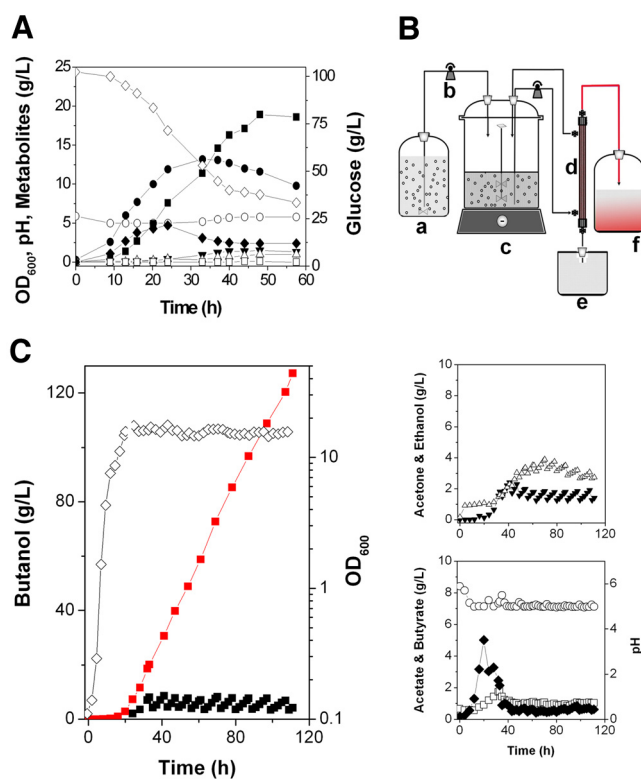 A
OD600, pH, Metabolites (g/L)
25
20
15
10
5
0
100
75
50
25
0
Glucose (g/L)
0 10 20 30 40 50 60
Time (h)
B
a
b
c
d
e
f
C
Butanol (g/L)
120
80
40
0
10
1
0.1
OD600
0 40 80 120
Time (h)
Acetone & Ethanol (g/L)
10
8
6
4
2
0
0 40 80 120
Acetate & Butyrate (g/L)
10
8
6
4
2
0
6
4
2
0
pH
0 40 80 120
Time (h)